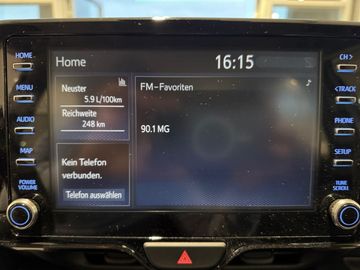 Home
16:15
Neuster
5.9 L/100km
Reichweite
248 km
Kein Telefon
verbunden.
Telefon auswählen
FM-Favoriten
90.1 MG
HOME
MENU
AUDIO
MAP
POWER
VOLUME
CH>
<TRACK
PHONE
SETUP
TUNE
SCROLL